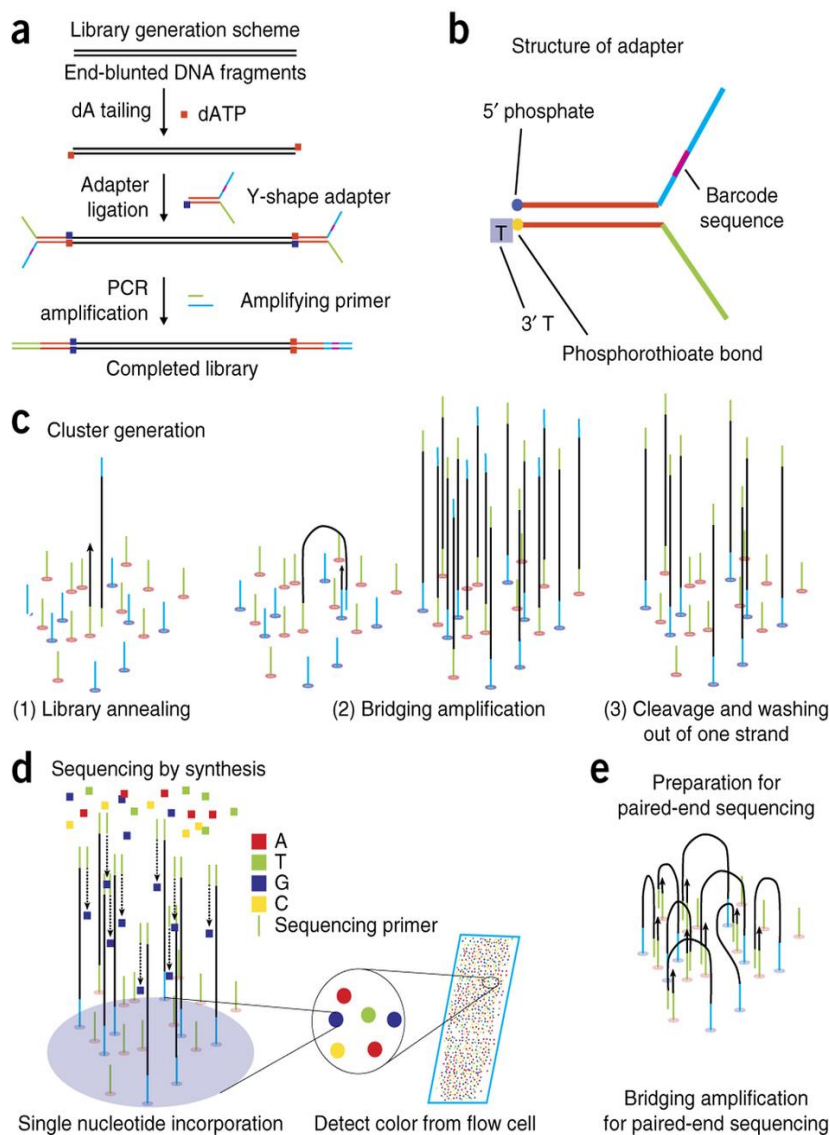 a
Library generation scheme
End-blunted DNA fragments
dA tailing
dATP
Adapter
ligation
Y-shape adapter
PCR
amplification
Amplifying primer
Completed library
b
Structure of adapter
5′ phosphate
Barcode
sequence
T
3′ T
Phosphorothioate bond
c
Cluster generation
(1) Library annealing
(2) Bridging amplification
(3) Cleavage and washing
out of one strand
d
Sequencing by synthesis
A
T
G
C
Sequencing primer
Single nucleotide incorporation
Detect color from flow cell
e
Preparation for
paired-end sequencing
Bridging amplification
for paired-end sequencing